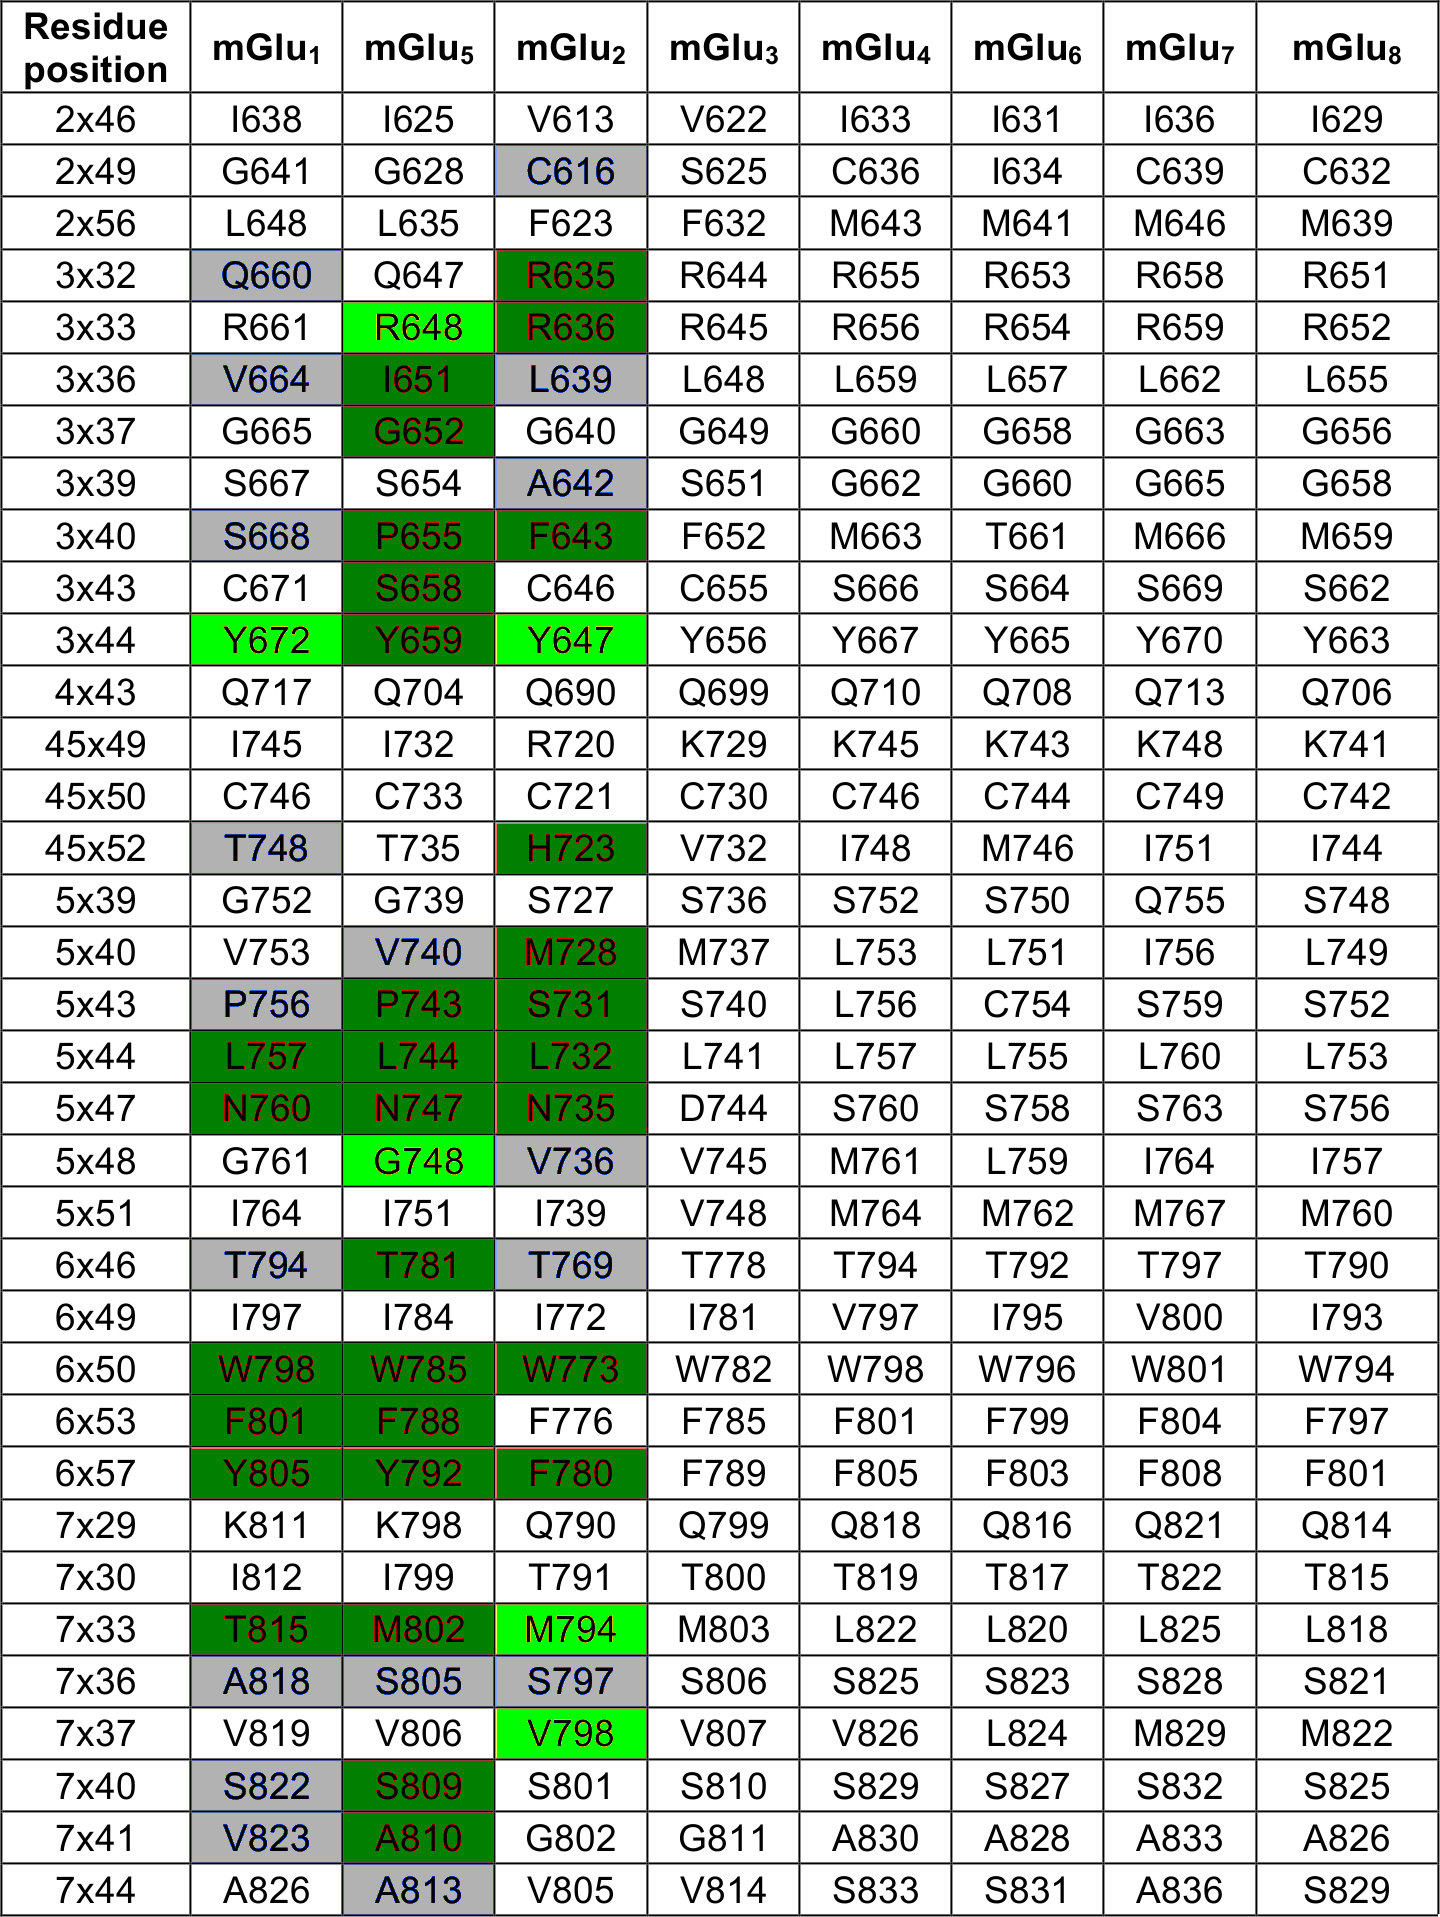 Residue position mGlu₁ mGlu₅ mGlu₂ mGlu₃ mGlu₄ mGlu₆ mGlu₇ mGlu₈
2x46 I638 I625 V613 V622 I633 I631 I636 I629
2x49 G641 G628 C616 S625 C636 I634 C639 C632
2x56 L648 L635 F623 F632 M643 M641 M646 M639
3x32 Q660 Q647 R635 R644 R655 R653 R658 R651
3x33 R661 R648 R636 R645 R656 R654 R659 R652
3x36 V664 I651 L639 L648 L659 L657 L662 L655
3x37 G665 G652 G640 G649 G660 G658 G663 G656
3x39 S667 S654 A642 S651 G662 G660 G665 G658
3x40 S668 P655 F643 F652 M663 T661 M666 M659
3x43 C671 S658 C646 C655 S666 S664 S669 S662
3x44 Y672 Y659 Y647 Y656 Y667 Y665 Y670 Y663
4x43 Q717 Q704 Q690 Q699 Q710 Q708 Q713 Q706
45x49 I745 I732 R720 K729 K745 K743 K748 K741
45x50 C746 C733 C721 C730 C746 C744 C749 C742
45x52 T748 T735 H723 V732 I748 M746 I751 I744
5x39 G752 G739 S727 S736 S752 S750 Q755 S748
5x40 V753 V740 M728 M737 L753 L751 I756 L749
5x43 P756 P743 S731 S740 L756 C754 S759 S752
5x44 L757 L744 L732 L741 L757 L755 L760 L753
5x47 N760 N747 N735 D744 S760 S758 S763 S756
5x48 G761 G748 V736 V745 M761 L759 I764 I757
5x51 I764 I751 I739 V748 M764 M762 M767 M760
6x46 T794 T781 T769 T778 T794 T792 T797 T790
6x49 I797 I784 I772 I781 V797 I795 V800 I793
6x50 W798 W785 W773 W782 W798 W796 W801 W794
6x53 F801 F788 F776 F785 F801 F799 F804 F797
6x57 Y805 Y792 F780 F789 F805 F803 F808 F801
7x29 K811 K798 Q790 Q799 Q818 Q816 Q821 Q814
7x30 I812 I799 T791 T800 T819 T817 T822 T815
7x33 T815 M802 M794 M803 L822 L820 L825 L818
7x36 A818 S805 S797 S806 S825 S823 S828 S821
7x37 V819 V806 V798 V807 V826 L824 M829 M822
7x40 S822 S809 S801 S810 S829 S827 S832 S825
7x41 V823 A810 G802 G811 A830 A828 A833 A826
7x44 A826 A813 V805 V814 S833 S831 A836 S829